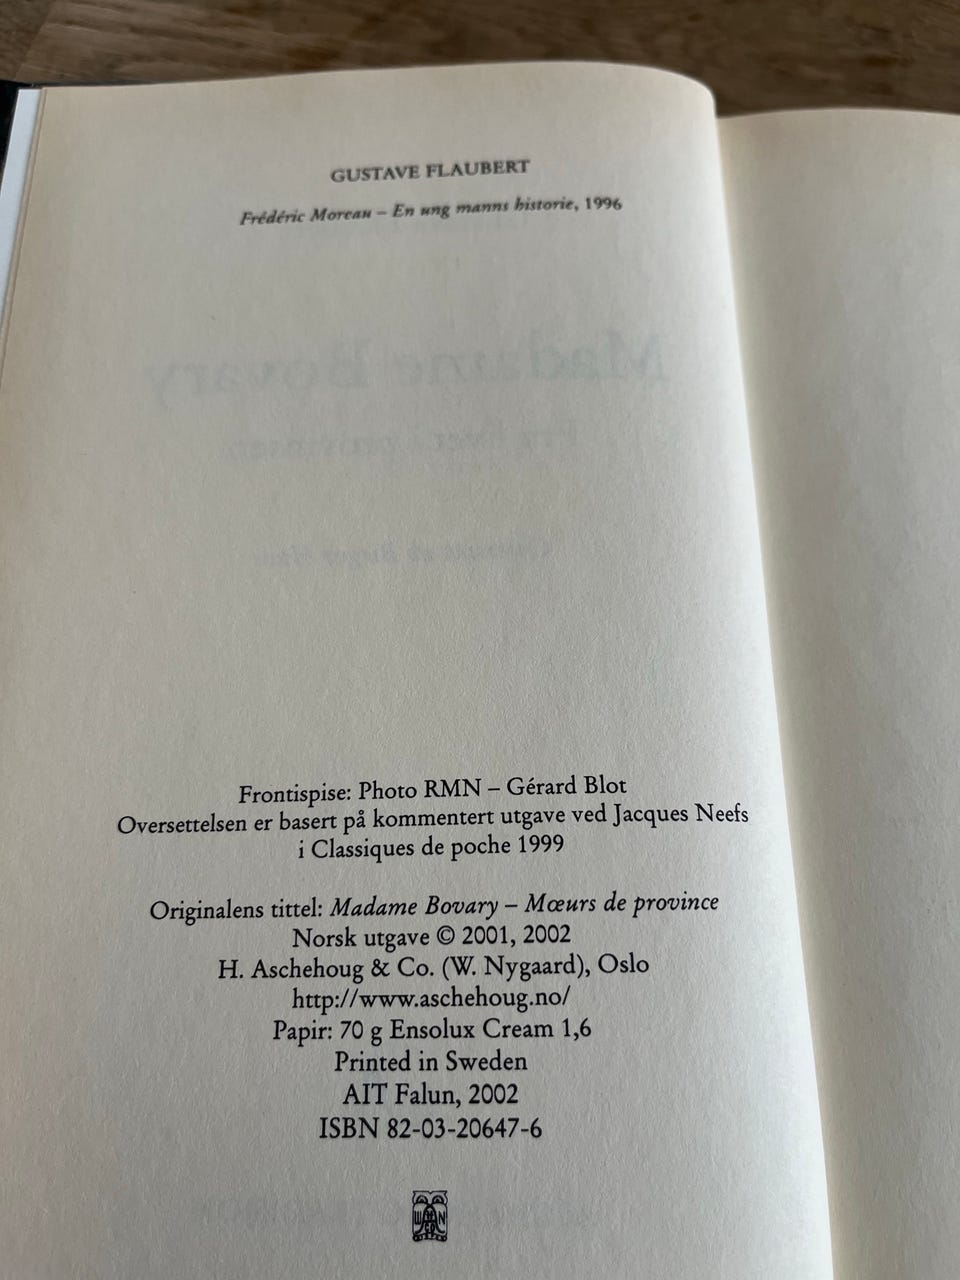 GUSTAVE FLAUBERT
Frédéric Moreau – En ung manns historie, 1996
Madame Bovary
Frontispise: Photo RMN – Gérard Blot
Oversettelsen er basert på kommentert utgave ved Jacques Neefs
i Classiques de poche 1999
Originalens tittel: Madame Bovary – Mœurs de province
Norsk utgave © 2001, 2002
H. Aschehoug & Co. (W. Nygaard), Oslo
http://www.aschehoug.no/
Papir: 70 g Ensolux Cream 1,6
Printed in Sweden
AIT Falun, 2002
ISBN 82-03-20647-6